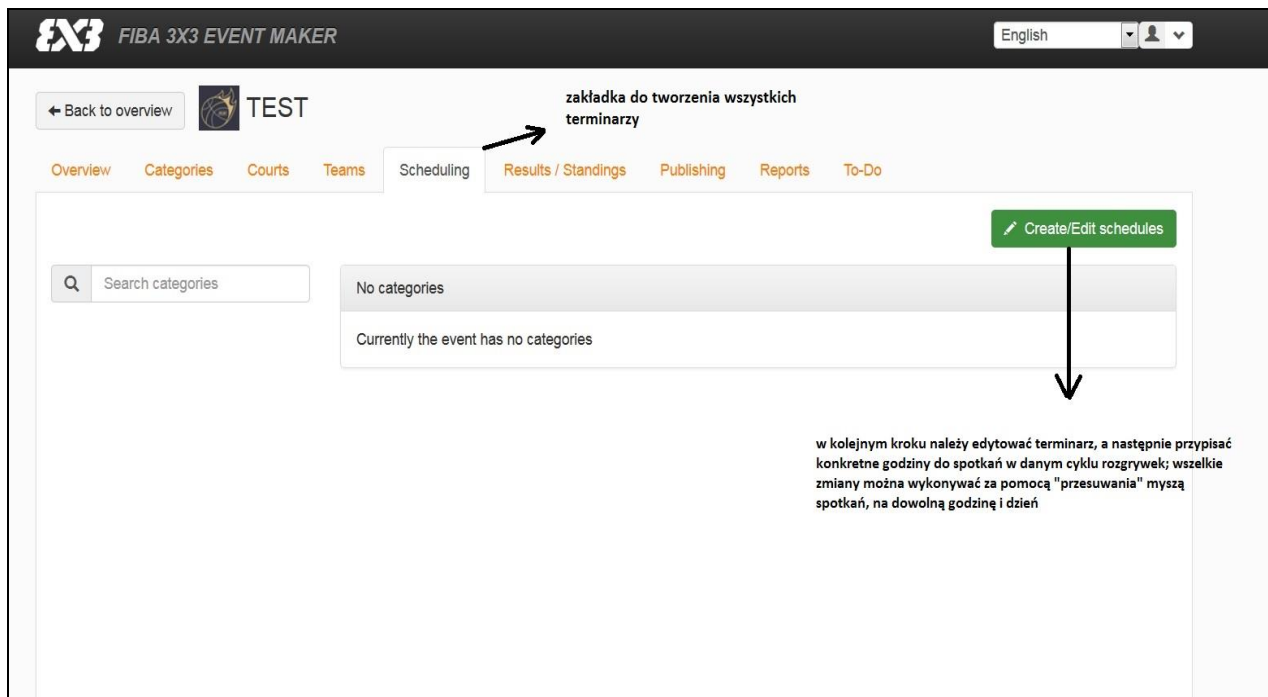 3X3 FIBA 3X3 EVENT MAKER
English
Back to overview
TEST
zakładka do tworzenia wszystkich
terminarzy
Overview Categories Courts Teams Scheduling Results / Standings Publishing Reports To-Do
Create/Edit schedules
Search categories
No categories
Currently the event has no categories
w kolejnym kroku należy edytować terminarz, a następnie przypisać
konkretne godziny do spotkań w danym cyklu rozgrywek; wszelkie
zmiany można wykonywać za pomocą "przesuwania" myszą
spotkań, na dowolną godzinę i dzień